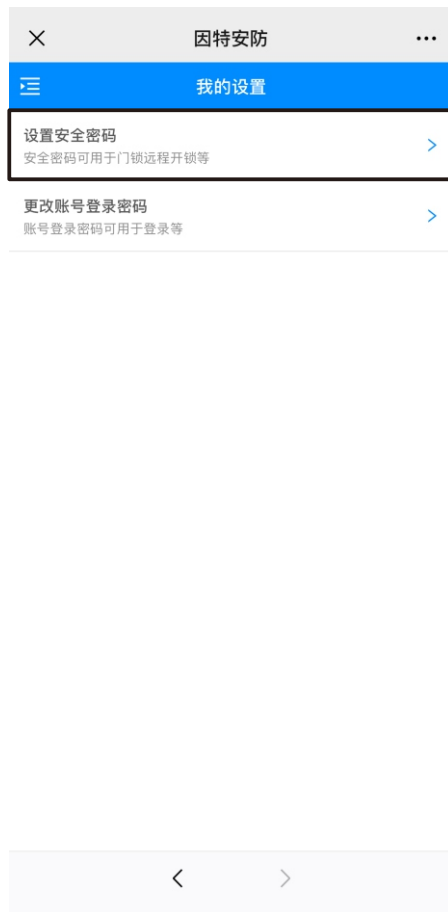 因特安防
我的设置
设置安全密码
安全密码可用于门锁远程开锁等
更改账号登录密码
账号登录密码可用于登录等